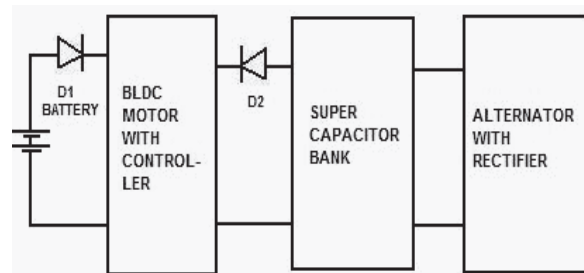 D1
BATTERY
BLDC
MOTOR
WITH
CONTROL-
LER
D2
SUPER
CAPACITOR
BANK
ALTERNATOR
WITH
RECTIFIER